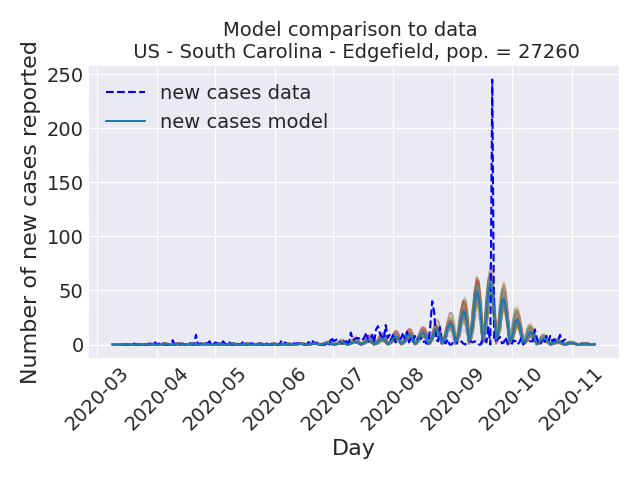 Model comparison to data
US - South Carolina - Edgefield, pop. = 27260
Number of new cases reported
250
200
150
100
50
0
new cases data
new cases model
2020-03
2020-04
2020-05
2020-06
2020-07
2020-08
2020-09
2020-10
2020-11
Day